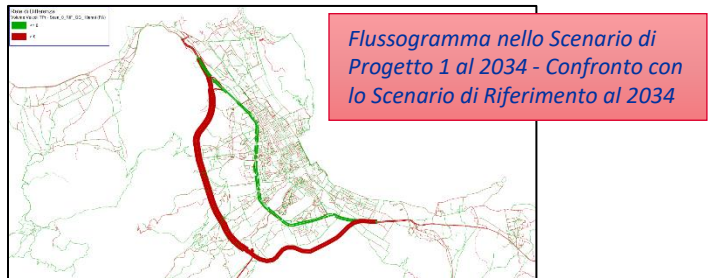 Flussogramma nello Scenario di
Progetto 1 al 2034 - Confronto con
lo Scenario di Riferimento al 2034